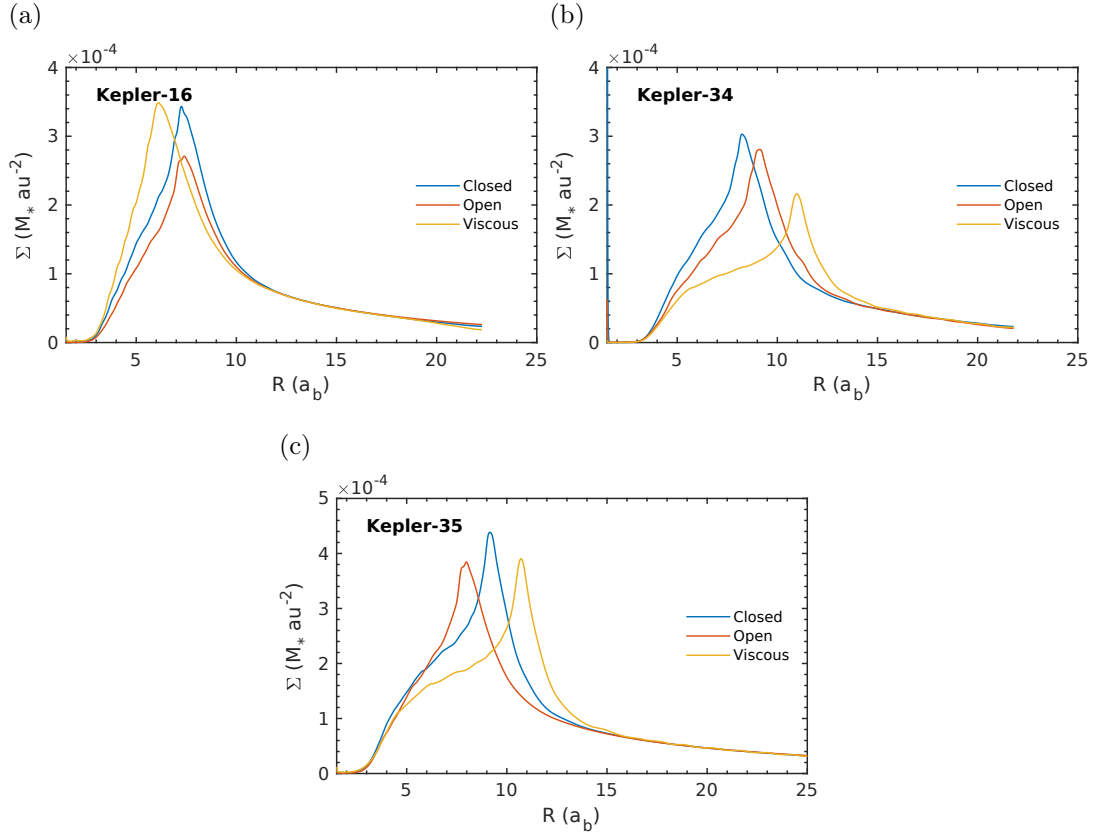 (a)
×10⁻⁴
Kepler-16
4
3
2
1
0
Σ (M* au⁻²)
Closed
Open
Viscous
5 10 15 20 25
R (a_b)
(b)
×10⁻⁴
Kepler-34
4
3
2
1
0
Σ (M* au⁻²)
Closed
Open
Viscous
5 10 15 20 25
R (a_b)
(c)
×10⁻⁴
Kepler-35
5
4
3
2
1
0
Σ (M* au⁻²)
Closed
Open
Viscous
5 10 15 20 25
R (a_b)